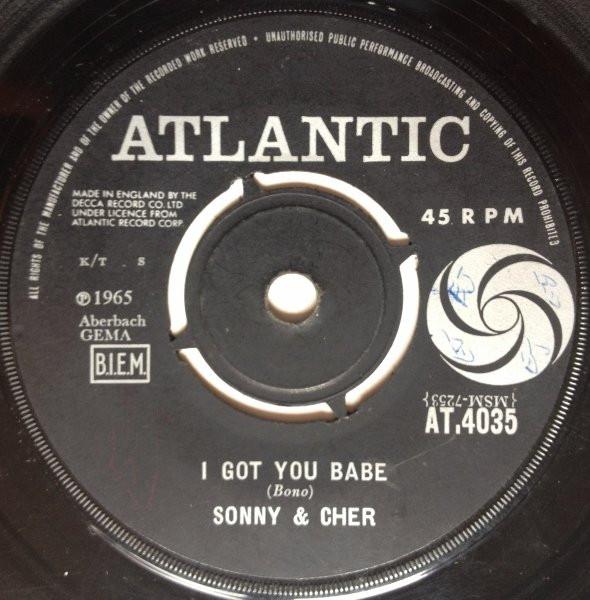 ALL RIGHTS OF THE MANUFACTURER AND OF THE OWNER OF THE RECORDED WORK RESERVED • UNAUTHORISED PUBLIC PERFORMANCE BROADCASTING AND COPYING OF THIS RECORD PROHIBITED
ATLANTIC
MADE IN ENGLAND BY THE
DECCA RECORD CO. LTD
UNDER LICENCE FROM
ATLANTIC RECORD CORP.
45 R P M
K/T S
℗ 1965
Aberbach
GEMA
B.I.E.M.
{MSM-7253}
AT.4035
I GOT YOU BABE
(Bono)
SONNY & CHER